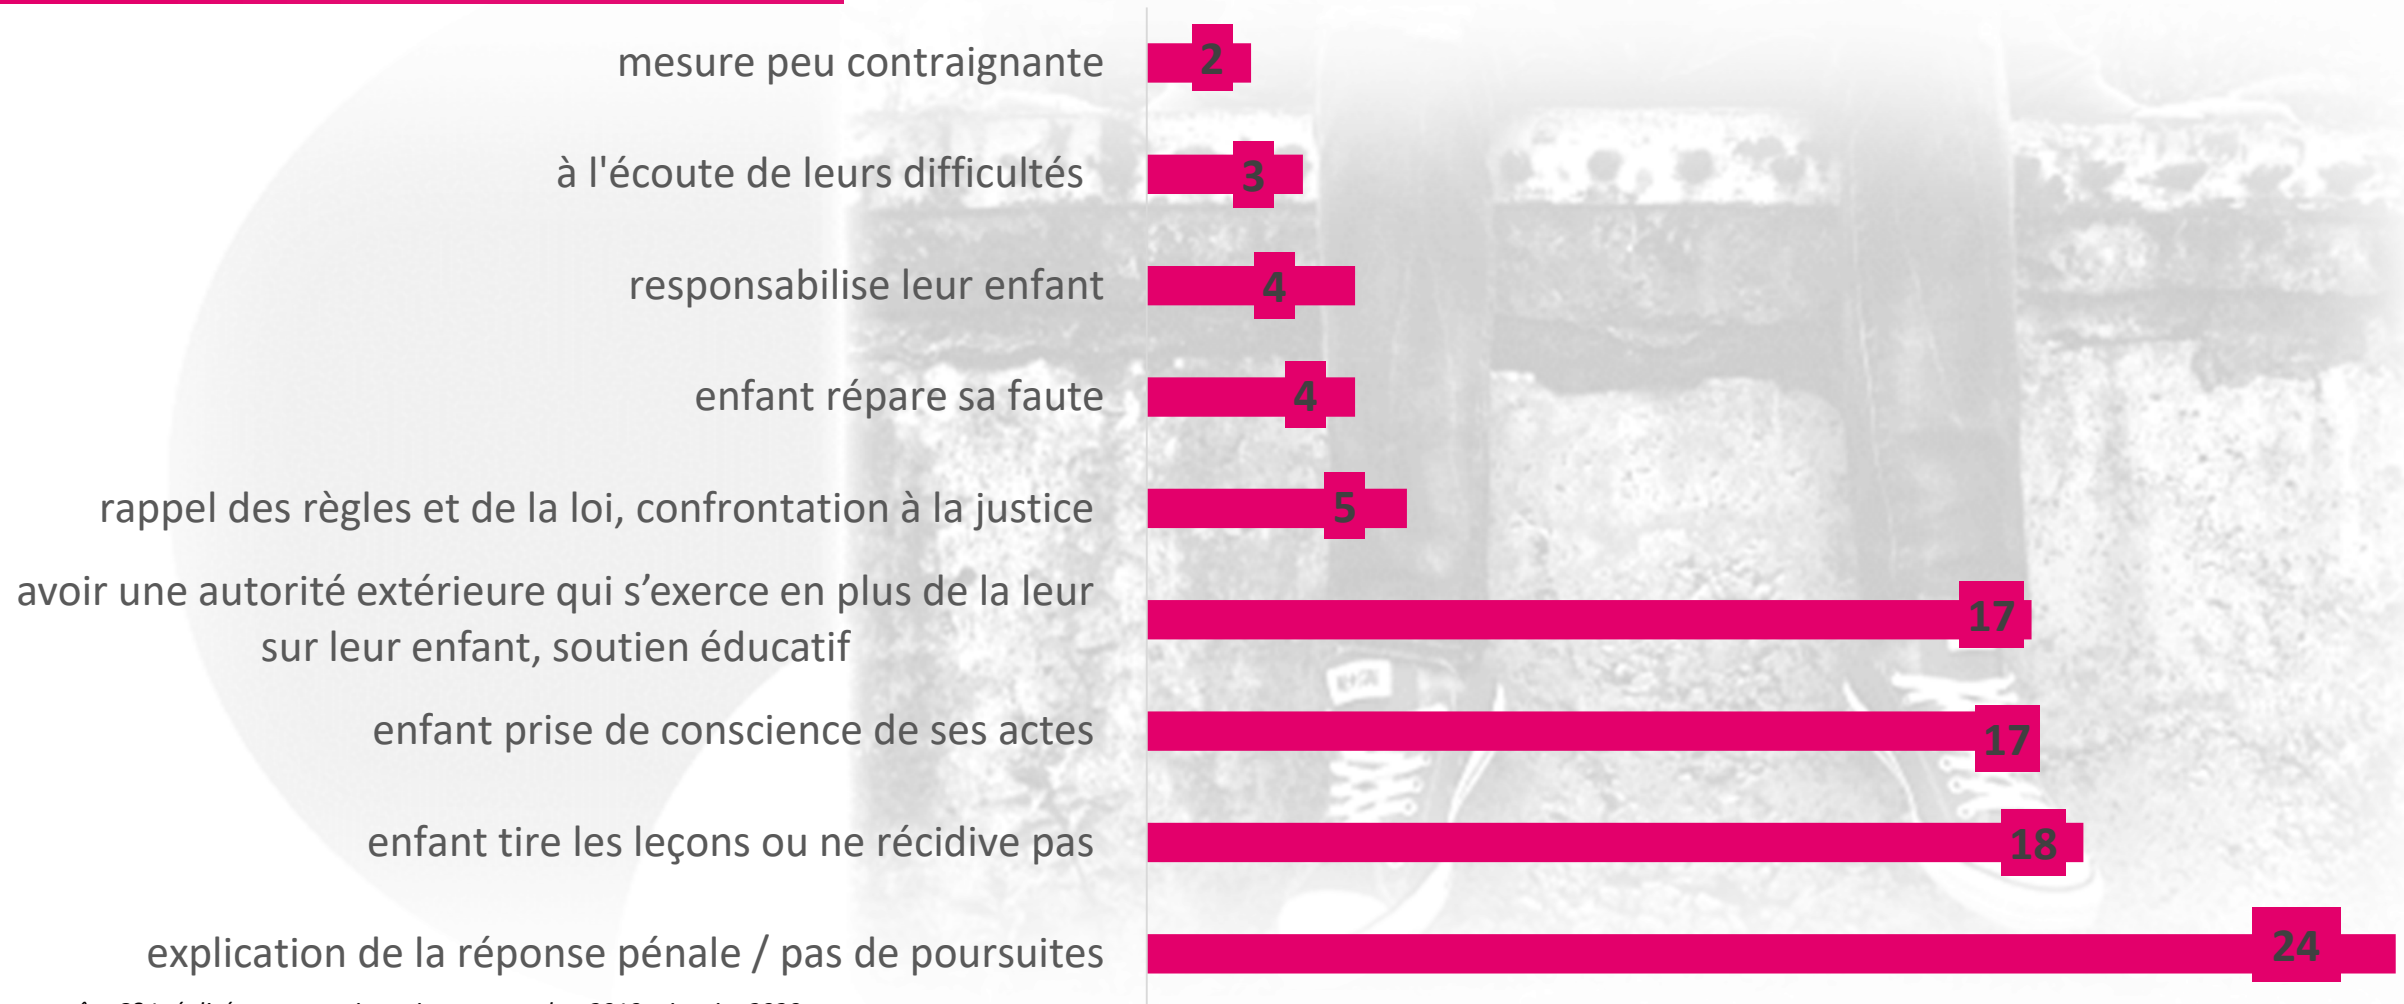 mesure peu contraignante
2
à l'écoute de leurs difficultés
3
responsabilise leur enfant
4
enfant répare sa faute
4
rappel des règles et de la loi, confrontation à la justice
5
avoir une autorité extérieure qui s’exerce en plus de la leur
sur leur enfant, soutien éducatif
17
enfant prise de conscience de ses actes
17
enfant tire les leçons ou ne récidive pas
18
explication de la réponse pénale / pas de poursuites
24